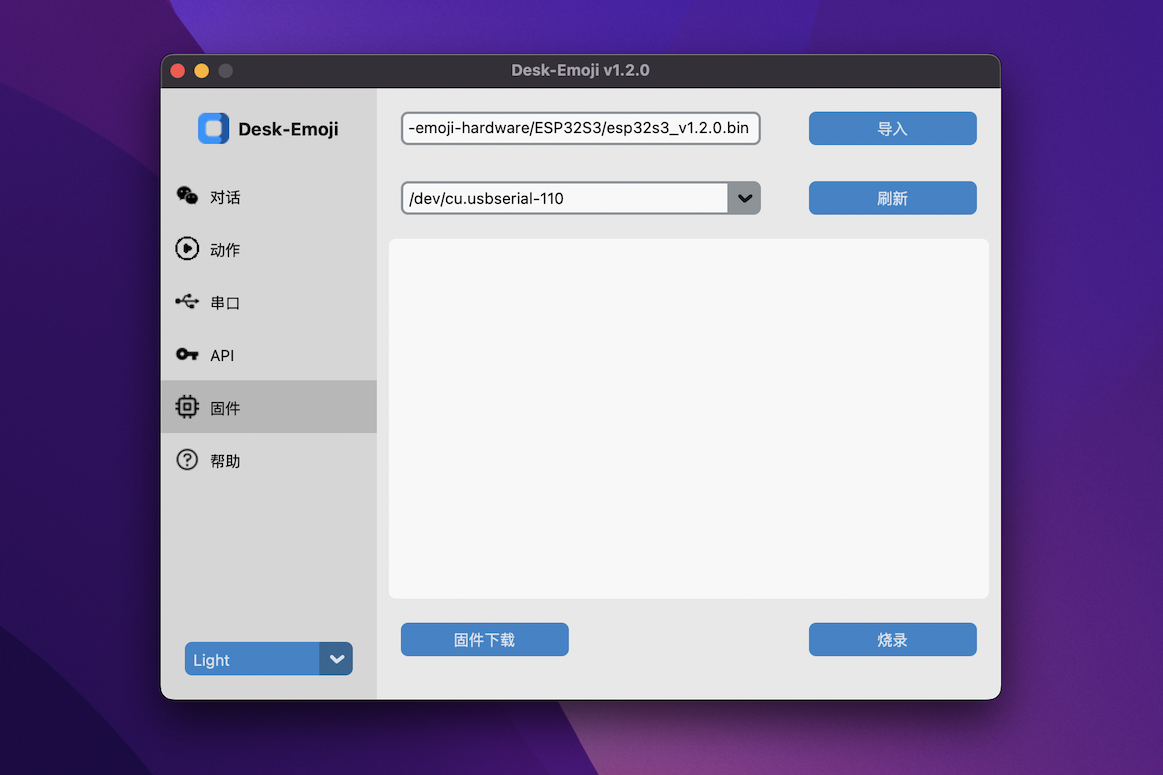 Desk-Emoji v1.2.0
Desk-Emoji
对话
动作
串口
API
固件
帮助
Light
-emoji-hardware/ESP32S3/esp32s3_v1.2.0.bin
导入
/dev/cu.usbserial-110
刷新
固件下载
烧录